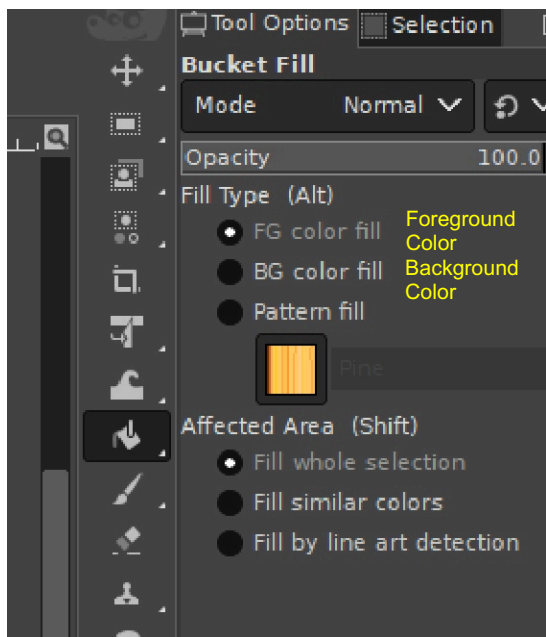 Tool Options Selection
Bucket Fill
Mode Normal
Opacity 100.0
Fill Type (Alt)
FG color fill Foreground
Color
BG color fill Background
Color
Pattern fill
Pine
Affected Area (Shift)
Fill whole selection
Fill similar colors
Fill by line art detection